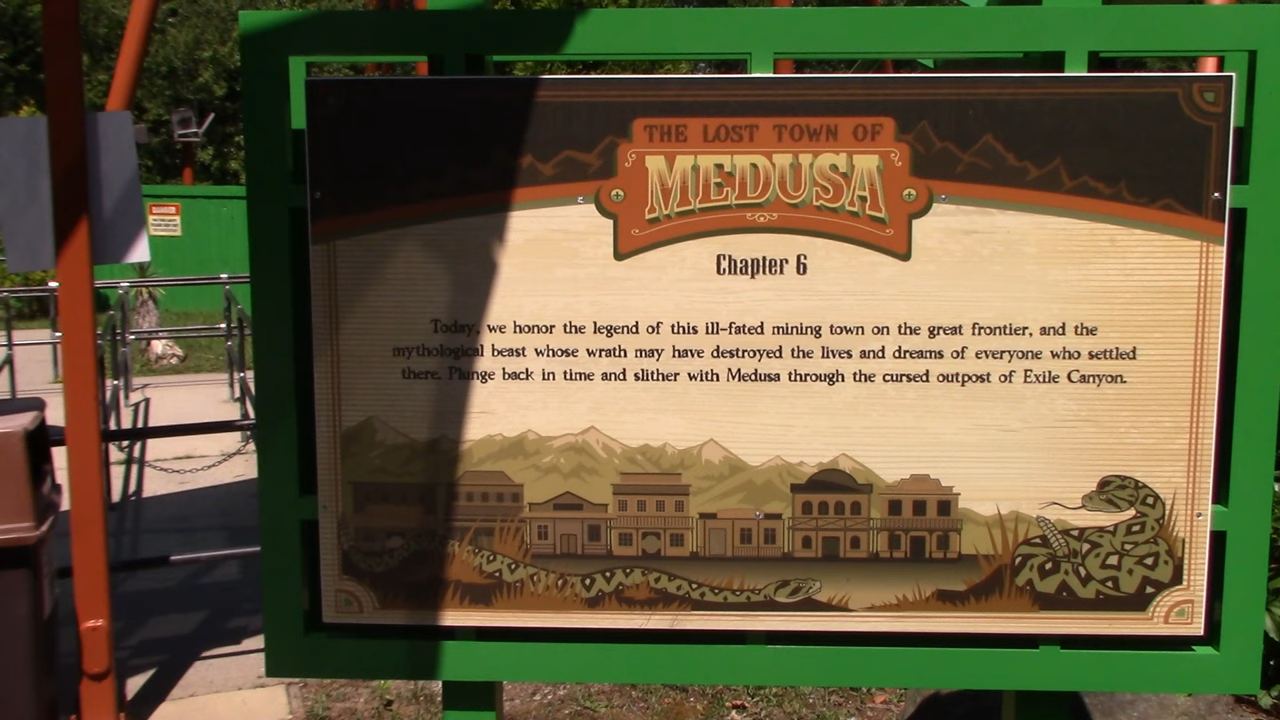 THE LOST TOWN OF
MEDUSA
Chapter 6
Today, we honor the legend of this ill-fated mining town on the great frontier, and the
mythological beast whose wrath may have destroyed the lives and dreams of everyone who settled
there. Plunge back in time and slither with Medusa through the cursed outpost of Exile Canyon.
DANGER